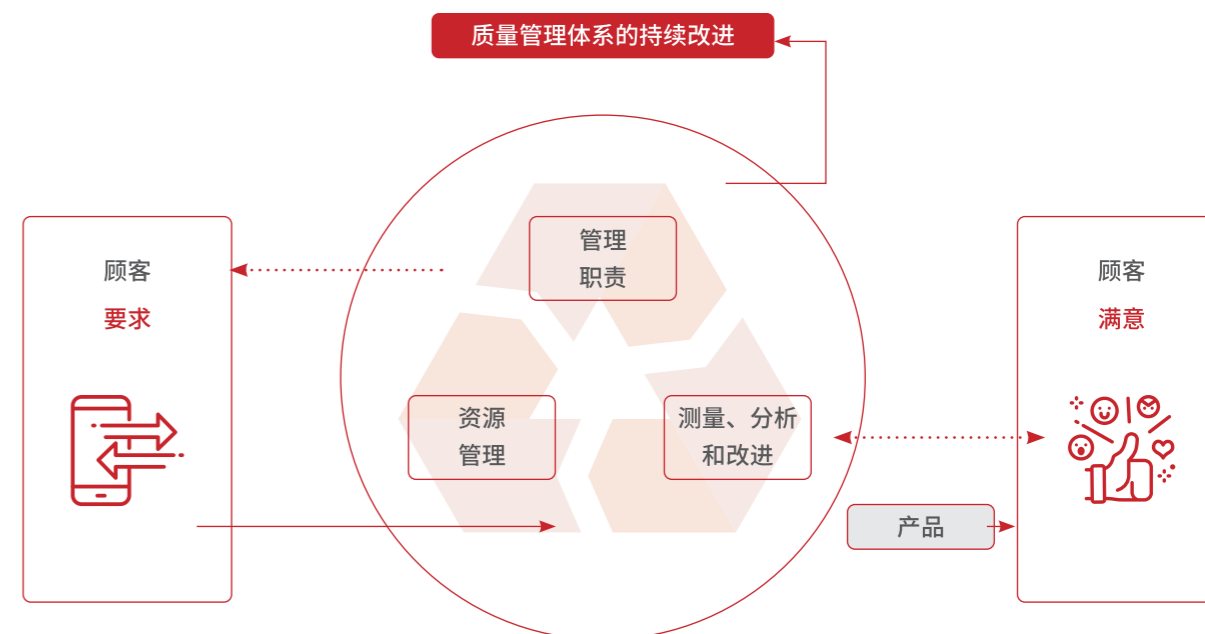 质量管理体系的持续改进
管理
职责
顾客
要求
顾客
满意
资源
管理
测量、分析
和改进
产品